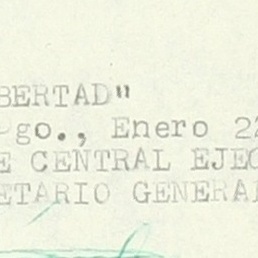 BERTAD"
go., Enero 22
E CENTRAL EJEC
ETARIO GENERAL